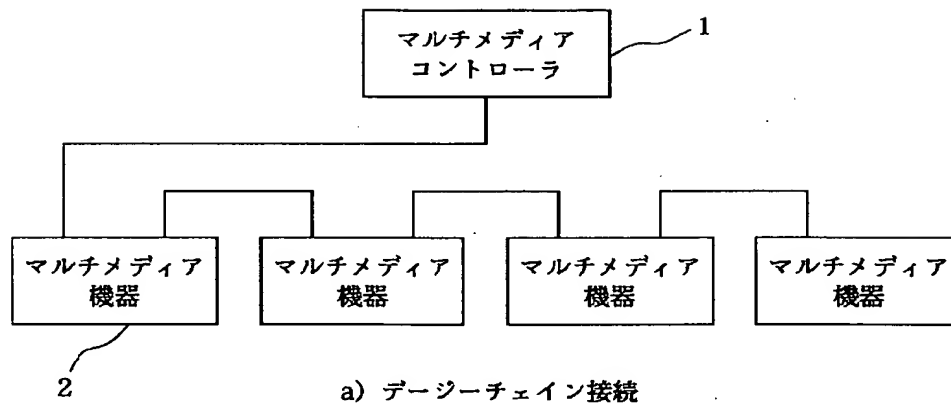 マルチメディア
コントローラ
1
マルチメディア
機器
マルチメディア
機器
マルチメディア
機器
マルチメディア
機器
2
a) デージーチェイン接続